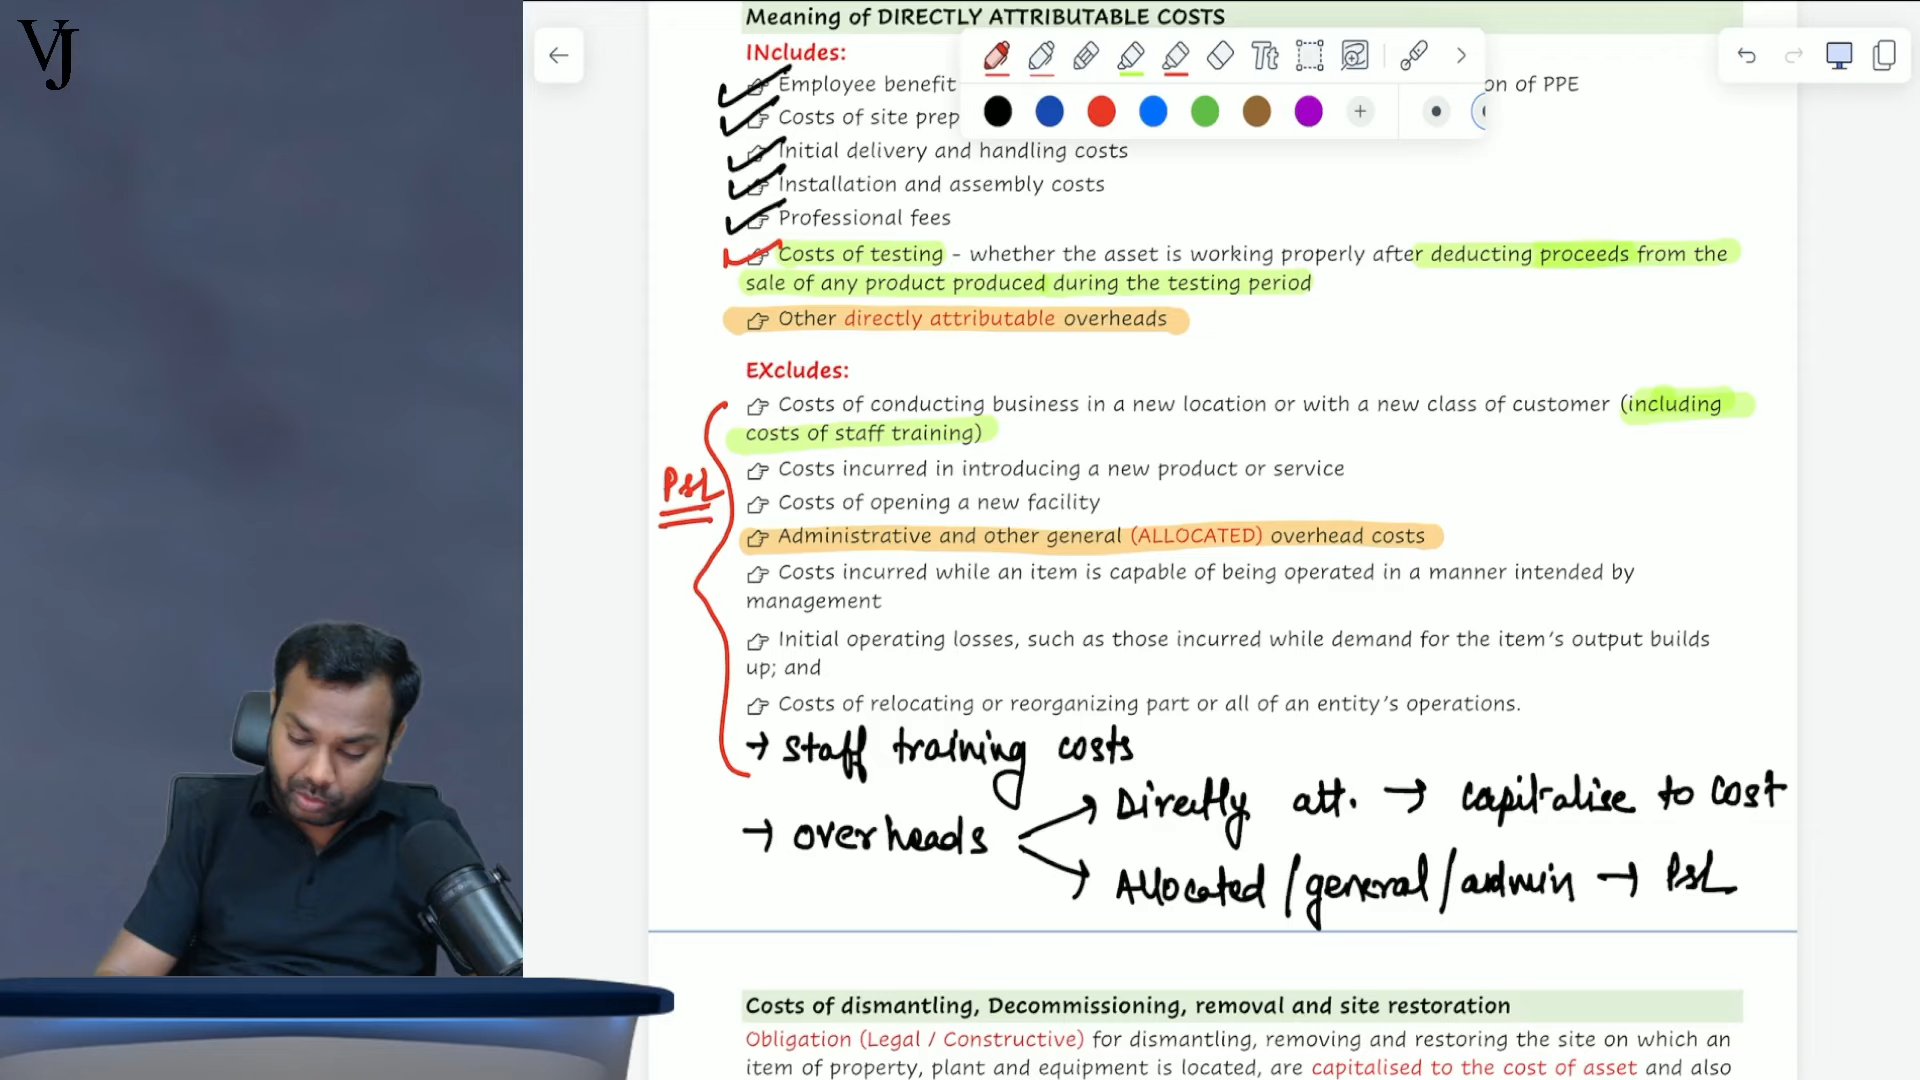 VJ
Meaning of DIRECTLY ATTRIBUTABLE COSTS
INcludes:
Employee benefit on of PPE
Costs of site prep
Initial delivery and handling costs
Installation and assembly costs
Professional fees
Costs of testing - whether the asset is working properly after deducting proceeds from the
sale of any product produced during the testing period
Other directly attributable overheads
EXcludes:
Costs of conducting business in a new location or with a new class of customer (including
costs of staff training)
Costs incurred in introducing a new product or service
P&L
Costs of opening a new facility
Administrative and other general (ALLOCATED) overhead costs
Costs incurred while an item is capable of being operated in a manner intended by
management
Initial operating losses, such as those incurred while demand for the item's output builds
up; and
Costs of relocating or reorganizing part or all of an entity's operations.
→ staff training costs
→ overheads
→ Directly att. → capitalise to cost
→ Allocated/general/admin → P&L
Costs of dismantling, Decommissioning, removal and site restoration
Obligation (Legal / Constructive) for dismantling, removing and restoring the site on which an
item of property, plant and equipment is located, are capitalised to the cost of asset and also